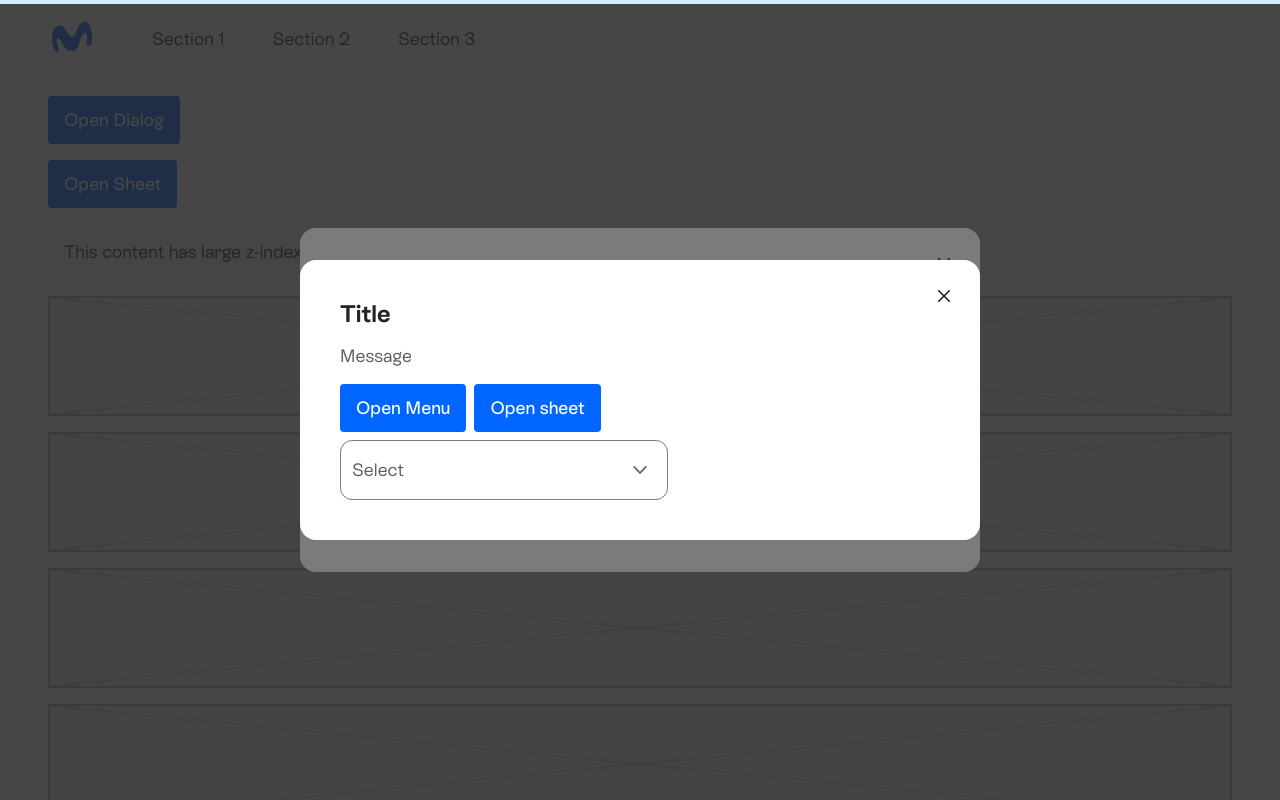 Section 1 Section 2 Section 3
Open Dialog
Open Sheet
This content has large z-index
Title
Message
Open Menu Open sheet
Select